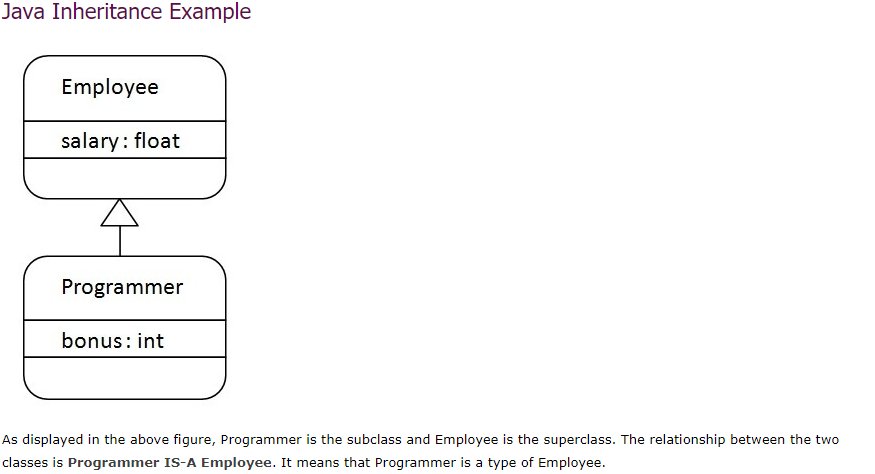 Java Inheritance Example
Employee
salary: float
Programmer
bonus: int
As displayed in the above figure, Programmer is the subclass and Employee is the superclass. The relationship between the two
classes is Programmer IS-A Employee. It means that Programmer is a type of Employee.